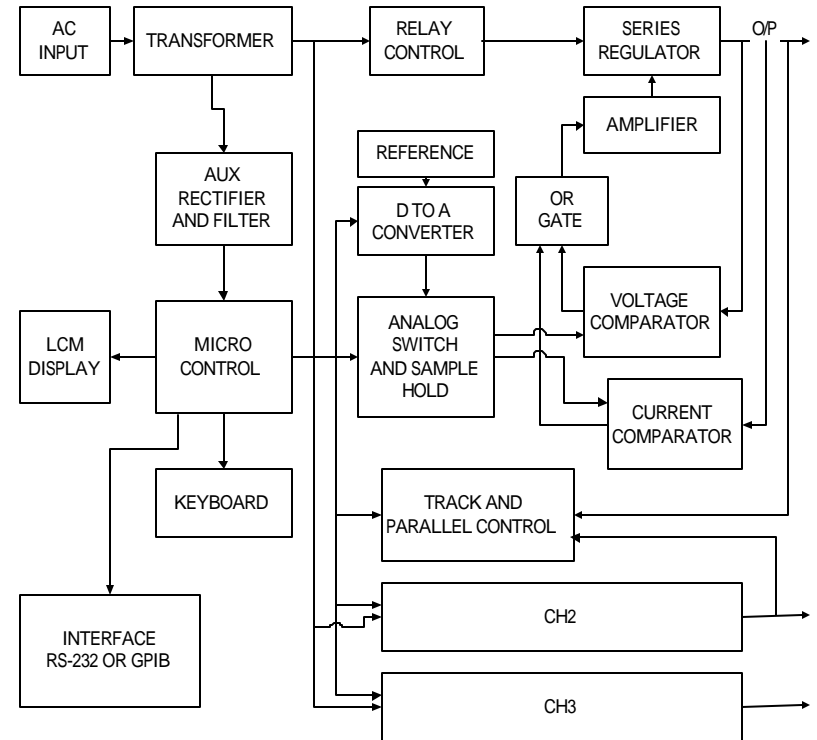 AC
INPUT
TRANSFORMER
RELAY
CONTROL
SERIES
REGULATOR
O/P
AMPLIFIER
REFERENCE
AUX
RECTIFIER
AND FILTER
D TO A
CONVERTER
OR
GATE
LCM
DISPLAY
MICRO
CONTROL
ANALOG
SWITCH
AND SAMPLE
HOLD
VOLTAGE
COMPARATOR
CURRENT
COMPARATOR
KEYBOARD
TRACK AND
PARALLEL CONTROL
INTERFACE
RS-232 OR GPIB
CH2
CH3